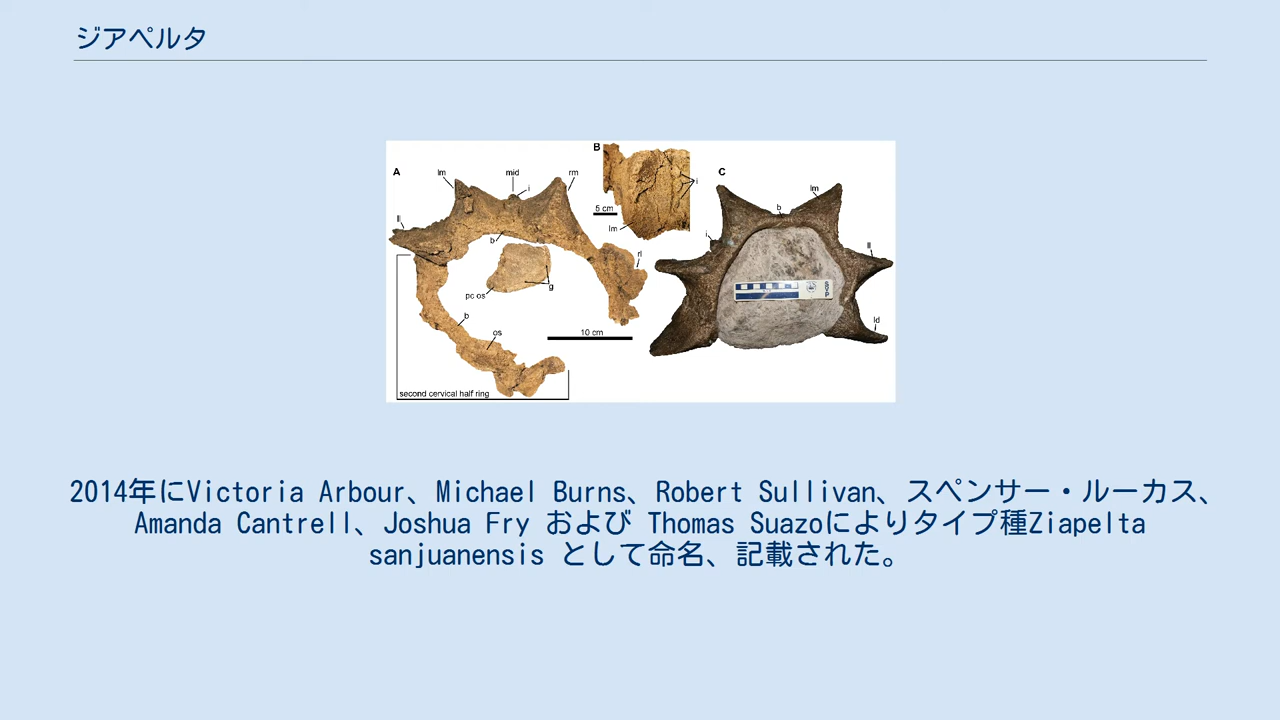 ジアペルタ
A
lm
mid
i
rm
B
i
C
lm
5 cm
lm
b
ll
b
i
rl
ll
pc os
g
b
os
10 cm
ld
second cervical half ring
2014年にVictoria Arbour、Michael Burns、Robert Sullivan、スペンサー・ルーカス、
Amanda Cantrell、Joshua Fry および Thomas Suazoによりタイプ種Ziapelta
sanjuanensis として命名、記載された。